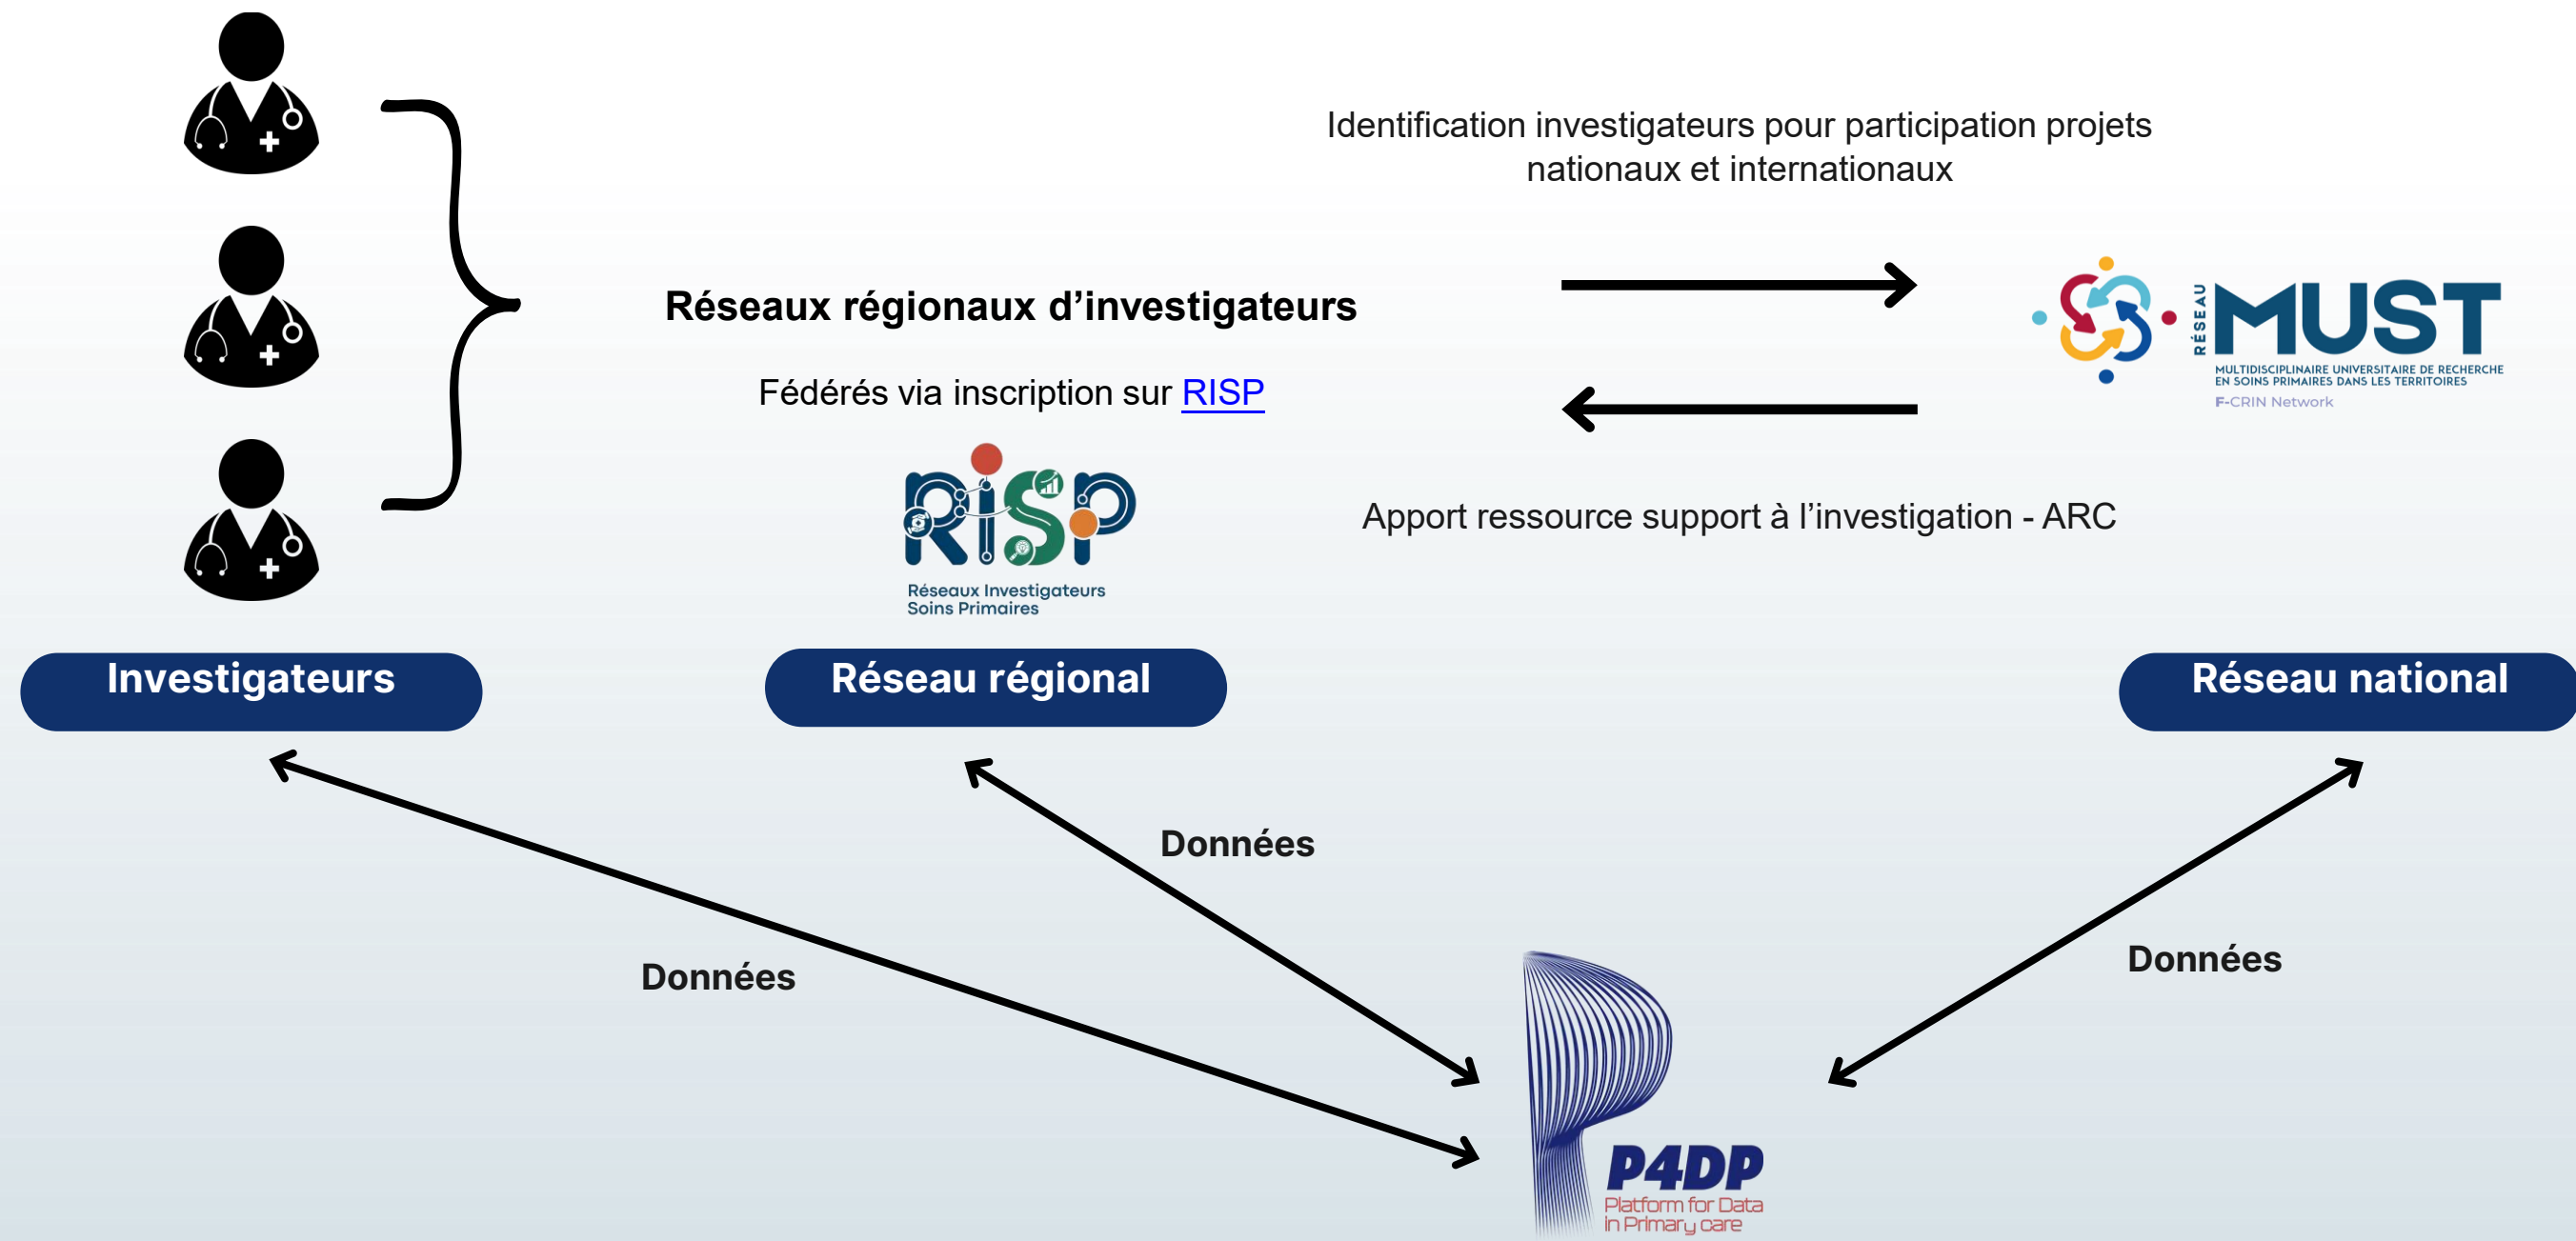 Identification investigateurs pour participation projets
nationaux et internationaux
Réseaux régionaux d’investigateurs
Fédérés via inscription sur RISP
RiSP
Réseaux Investigateurs
Soins Primaires
RÉSEAU
MUST
MULTIDISCIPLINAIRE UNIVERSITAIRE DE RECHERCHE
EN SOINS PRIMAIRES DANS LES TERRITOIRES
F-CRIN Network
Apport ressource support à l’investigation - ARC
Investigateurs
Réseau régional
Réseau national
Données
Données
Données
P4DP
Platform for Data
in Primary care